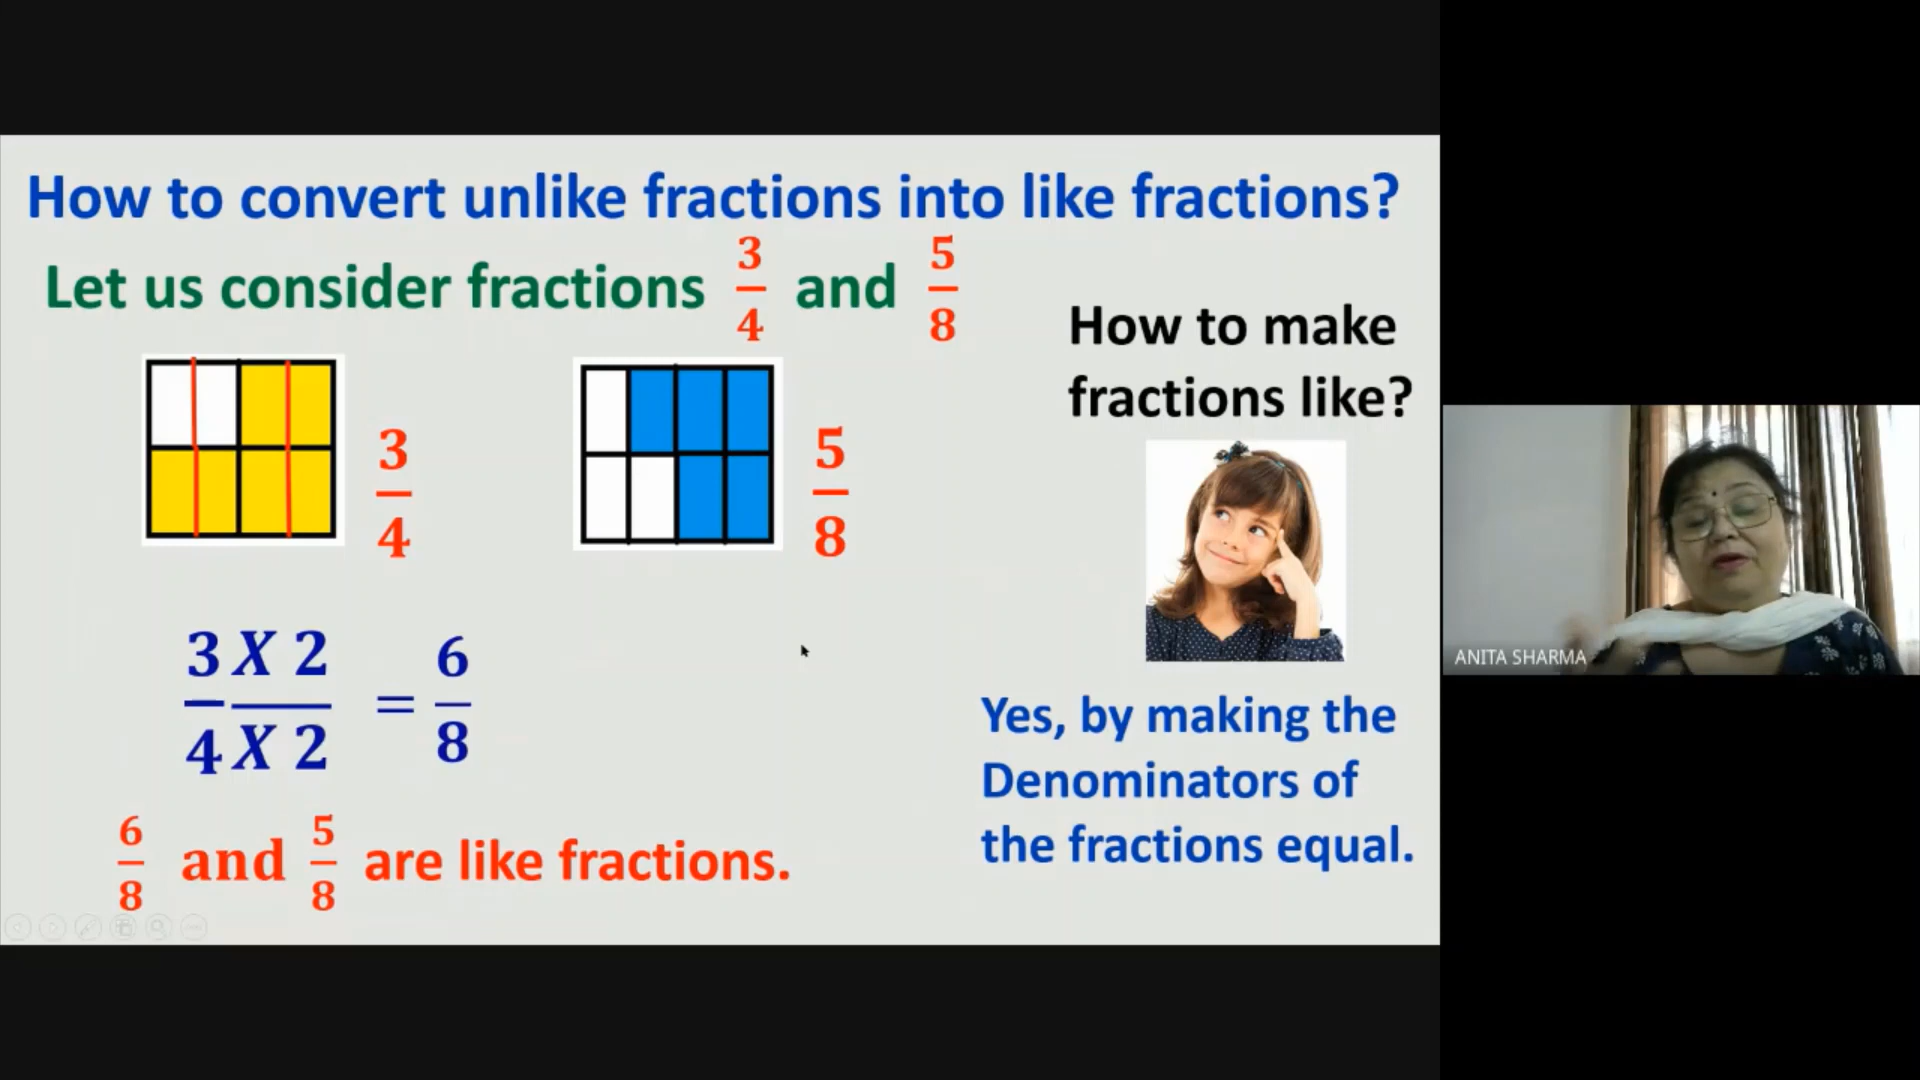 How to convert unlike fractions into like fractions?
Let us consider fractions 3/4 and 5/8
How to make
fractions like?
3/4
5/8
3 X 2 / 4 X 2 = 6/8
Yes, by making the
Denominators of
the fractions equal.
6/8 and 5/8 are like fractions.
ANITA SHARMA